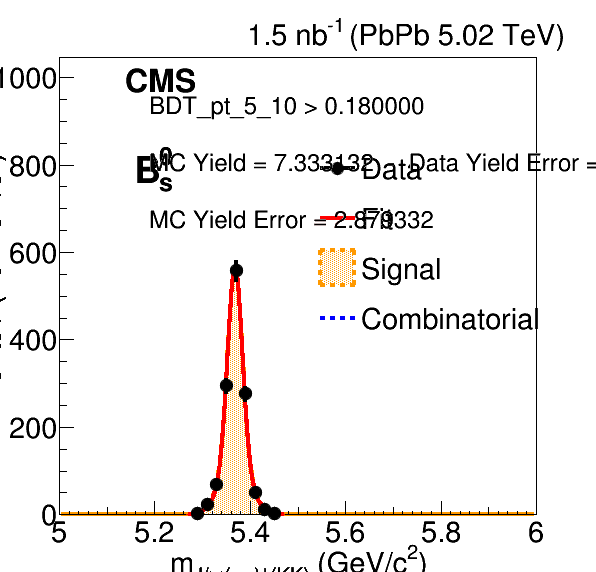 1.5 nb-1 (PbPb 5.02 TeV)
CMS
BDT_pt_5_10 > 0.180000
B0s
MC Yield = 7.333132
Data Yield Error =
Data
MC Yield Error = 2.879332
Fit
Signal
Combinatorial
1000
800
600
400
200
0
5
5.2
5.4
5.6
5.8
6
(GeV/c2)